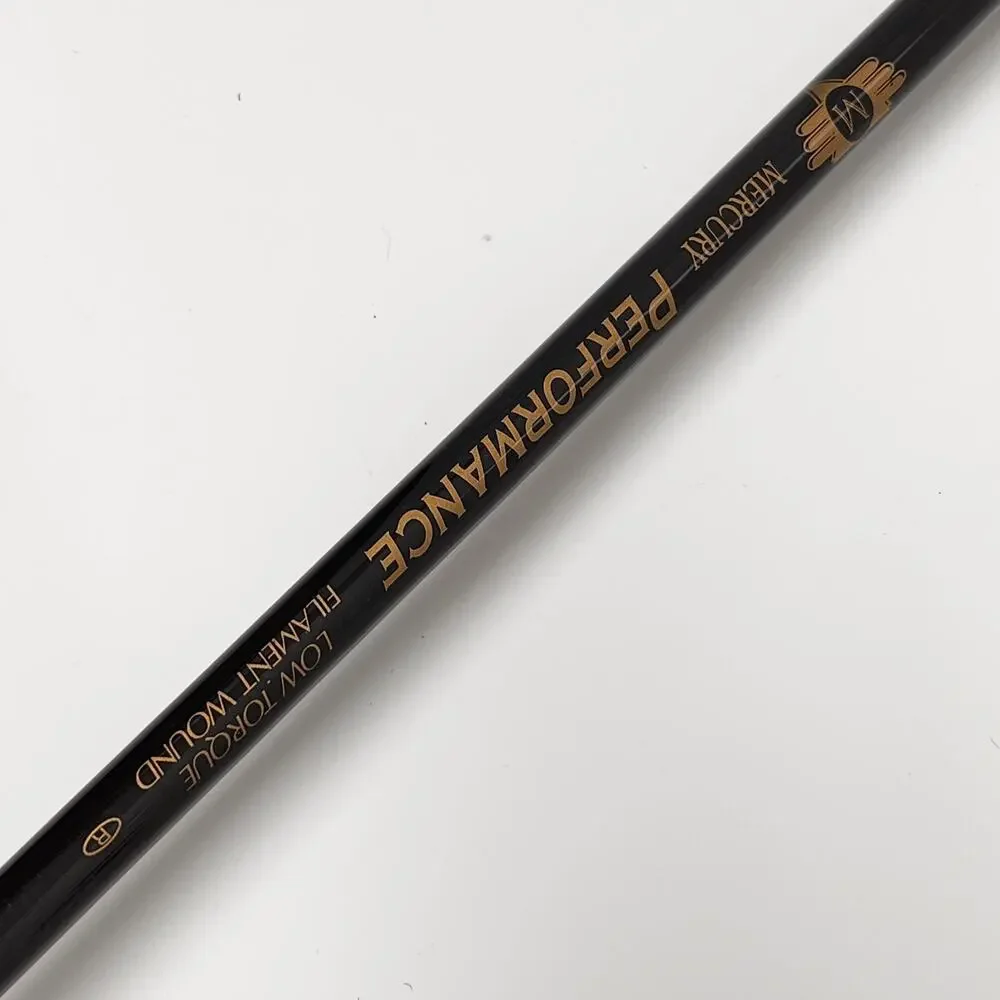 M
MERCURY
PERFORMANCE
LOW TORQUE
FILAMENT WOUND
R